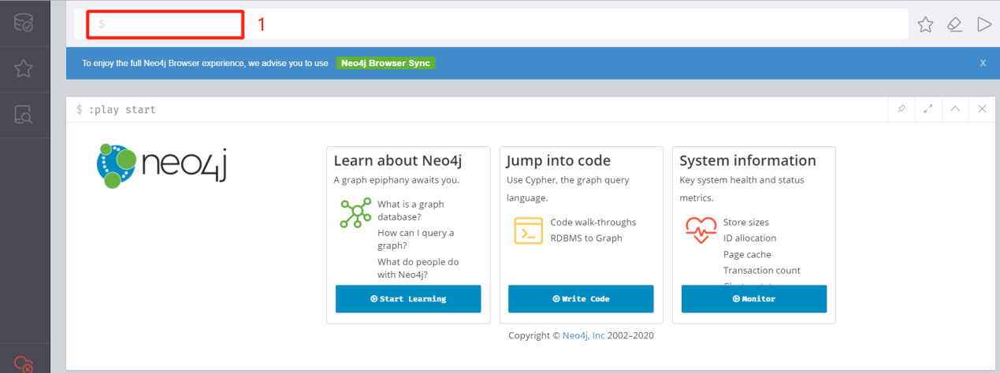 $
1
To enjoy the full Neo4j Browser experience, we advise you to use Neo4j Browser Sync
x
$ :play start
neo4j
Learn about Neo4j
A graph epiphany awaits you.
What is a graph
database?
How can I query a
graph?
What do people do
with Neo4j?
Start Learning
Jump into code
Use Cypher, the graph query
language.
Code walk-throughs
RDBMS to Graph
Write Code
System information
Key system health and status
metrics.
Store sizes
ID allocation
Page cache
Transaction count
Monitor
Copyright © Neo4j, Inc 2002–2020